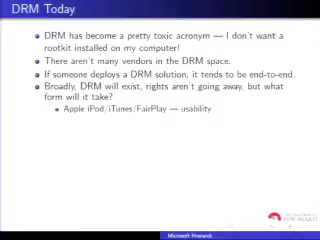 DRM Today
DRM has become a pretty toxic acronym — I don't want a
rootkit installed on my computer!
There aren't many vendors in the DRM space.
If someone deploys a DRM solution, it tends to be end-to-end.
Broadly, DRM will exist, rights aren't going away, but what
form will it take?
Apple iPod/iTunes/FairPlay — usability
NEW MEXICO
Microsoft Research